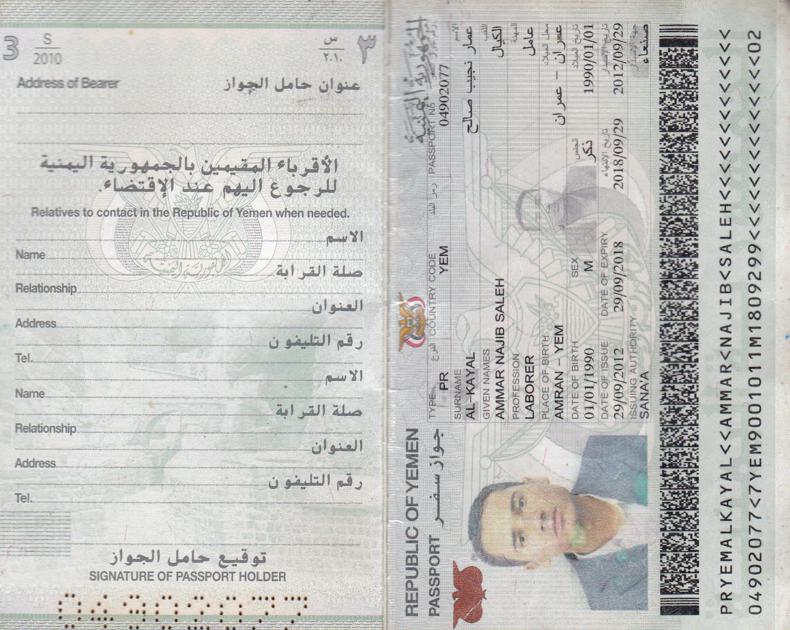 3
S
2010
Address of Bearer
عنوان حامل الجواز
س
٢٠١٠
٣
الأقرباء المقيمين بالجمهورية اليمنية
للرجوع اليهم عند الإقتضاء
Relatives to contact in the Republic of Yemen when needed.
Name الاسم
Relationship صلة القرابة
Address العنوان
Tel. رقم التليفون
Name الاسم
Relationship صلة القرابة
Address العنوان
Tel. رقم التليفون
توقيع حامل الجواز
SIGNATURE OF PASSPORT HOLDER
REPUBLIC OF YEMEN الجمهورية اليمنية
PASSPORT جواز سفر
TYPE النوع COUNTRY CODE رمز البلد PASSPORT No.
PR YEM 04902077
SURNAME الاسم
AL-KAYAL عمار نجيب صالح
GIVEN NAMES اللقب
AMMAR NAJIB SALEH الكيال
PROFESSION المهنة
LABORER عامل
PLACE OF BIRTH محل الميلاد
AMRAN - YEM عمران - عمران
DATE OF BIRTH SEX الجنس تاريخ الميلاد
01/01/1990 M ذكر 1990/01/01
DATE OF ISSUE DATE OF EXPIRY تاريخ الانتهاء تاريخ الإصدار
29/09/2012 29/09/2018 2018/09/29 2012/09/29
ISSUING AUTHORITY جهة الإصدار
SANA'A صنعاء
PRYEMALKAYAL<<AMMAR<NAJIB<SALEH<<<<<<<<<<<<<
04902077<7YEM9001011M1809299<<<<<<<<<<<<<<02